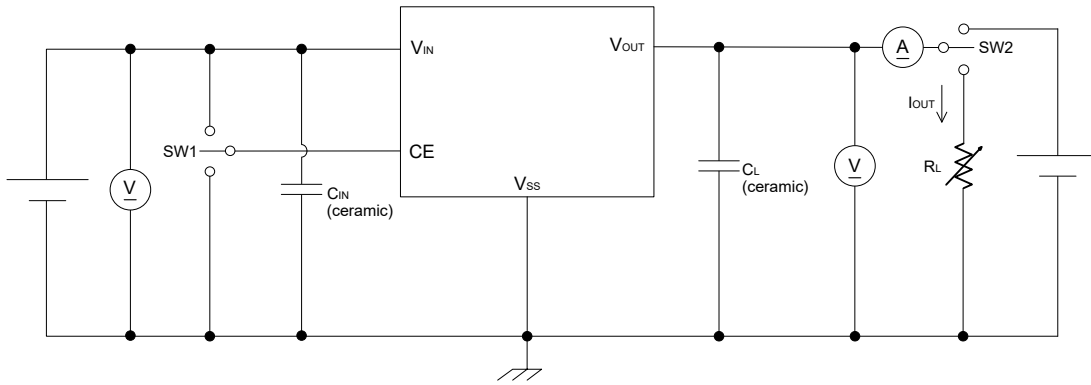 VIN
VOUT
A
SW2
IOUT
SW1
CE
V
CIN
(ceramic)
VSS
CL
(ceramic)
V
RL